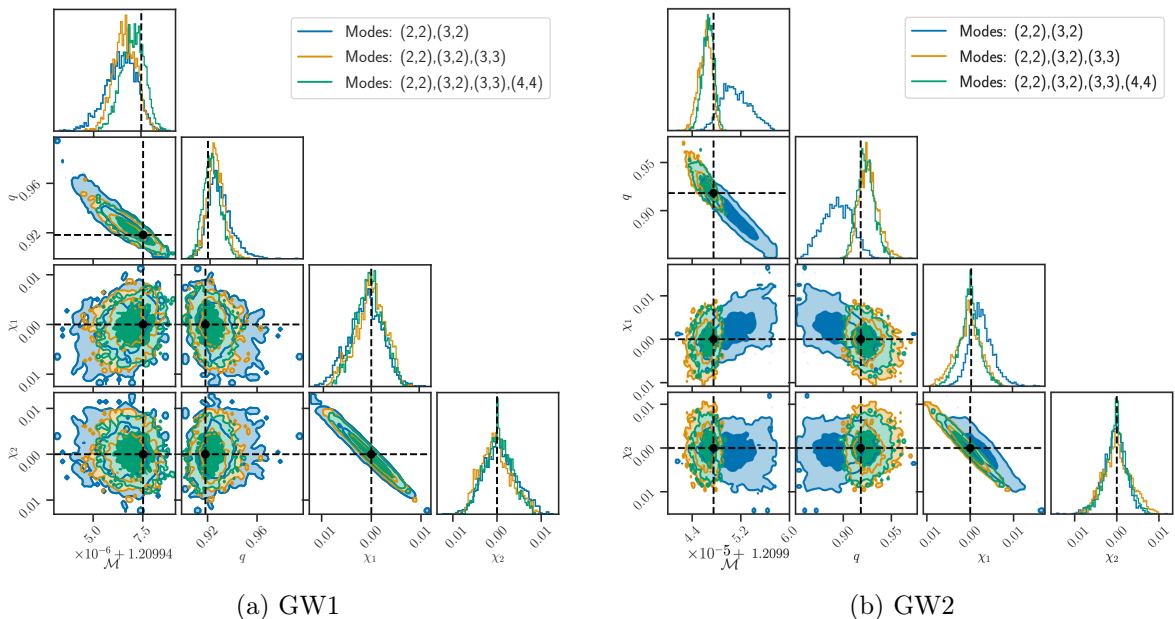 Modes: (2,2),(3,2)
Modes: (2,2),(3,2),(3,3)
Modes: (2,2),(3,2),(3,3),(4,4)
q
0.96
0.92
χ1
0.01
0.00
0.01
χ2
0.01
0.00
0.01
5.0 7.5
×10−6 + 1.20994
ℳ
0.92 0.96
q
0.01 0.00 0.01
χ1
0.01 0.00 0.01
χ2
(a) GW1
Modes: (2,2),(3,2)
Modes: (2,2),(3,2),(3,3)
Modes: (2,2),(3,2),(3,3),(4,4)
q
0.95
0.90
χ1
0.01
0.00
0.01
χ2
0.01
0.00
0.01
4.4 5.2 6.0
×10−5 + 1.2099
ℳ
0.90 0.95
q
0.01 0.00 0.01
χ1
0.01 0.00 0.01
χ2
(b) GW2